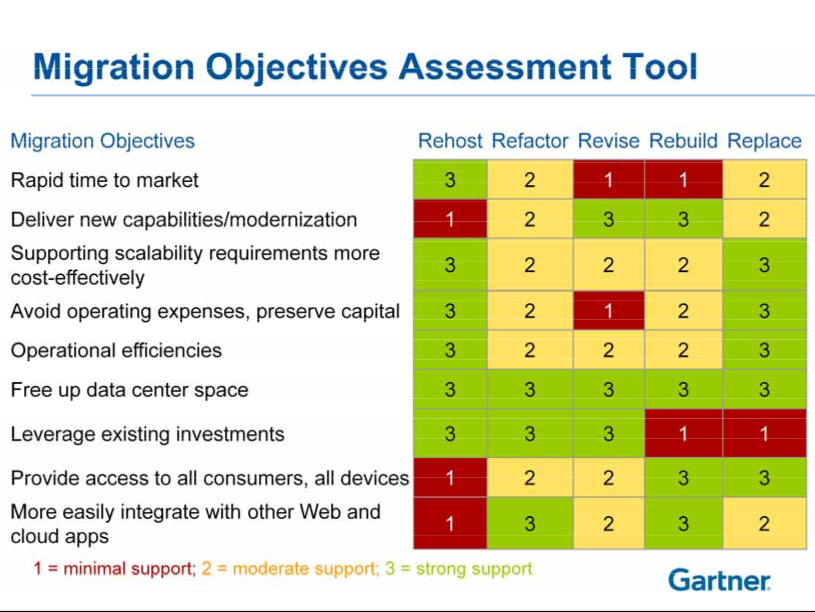 Migration Objectives Assessment Tool
Migration Objectives Rehost Refactor Revise Rebuild Replace
Rapid time to market 3 2 1 1 2
Deliver new capabilities/modernization 1 2 3 3 2
Supporting scalability requirements more
cost-effectively 3 2 2 2 3
Avoid operating expenses, preserve capital 3 2 1 2 3
Operational efficiencies 3 2 2 2 3
Free up data center space 3 3 3 3 3
Leverage existing investments 3 3 3 1 1
Provide access to all consumers, all devices 1 2 2 3 3
More easily integrate with other Web and
cloud apps 1 3 2 3 2
1 = minimal support; 2 = moderate support; 3 = strong support
Gartner